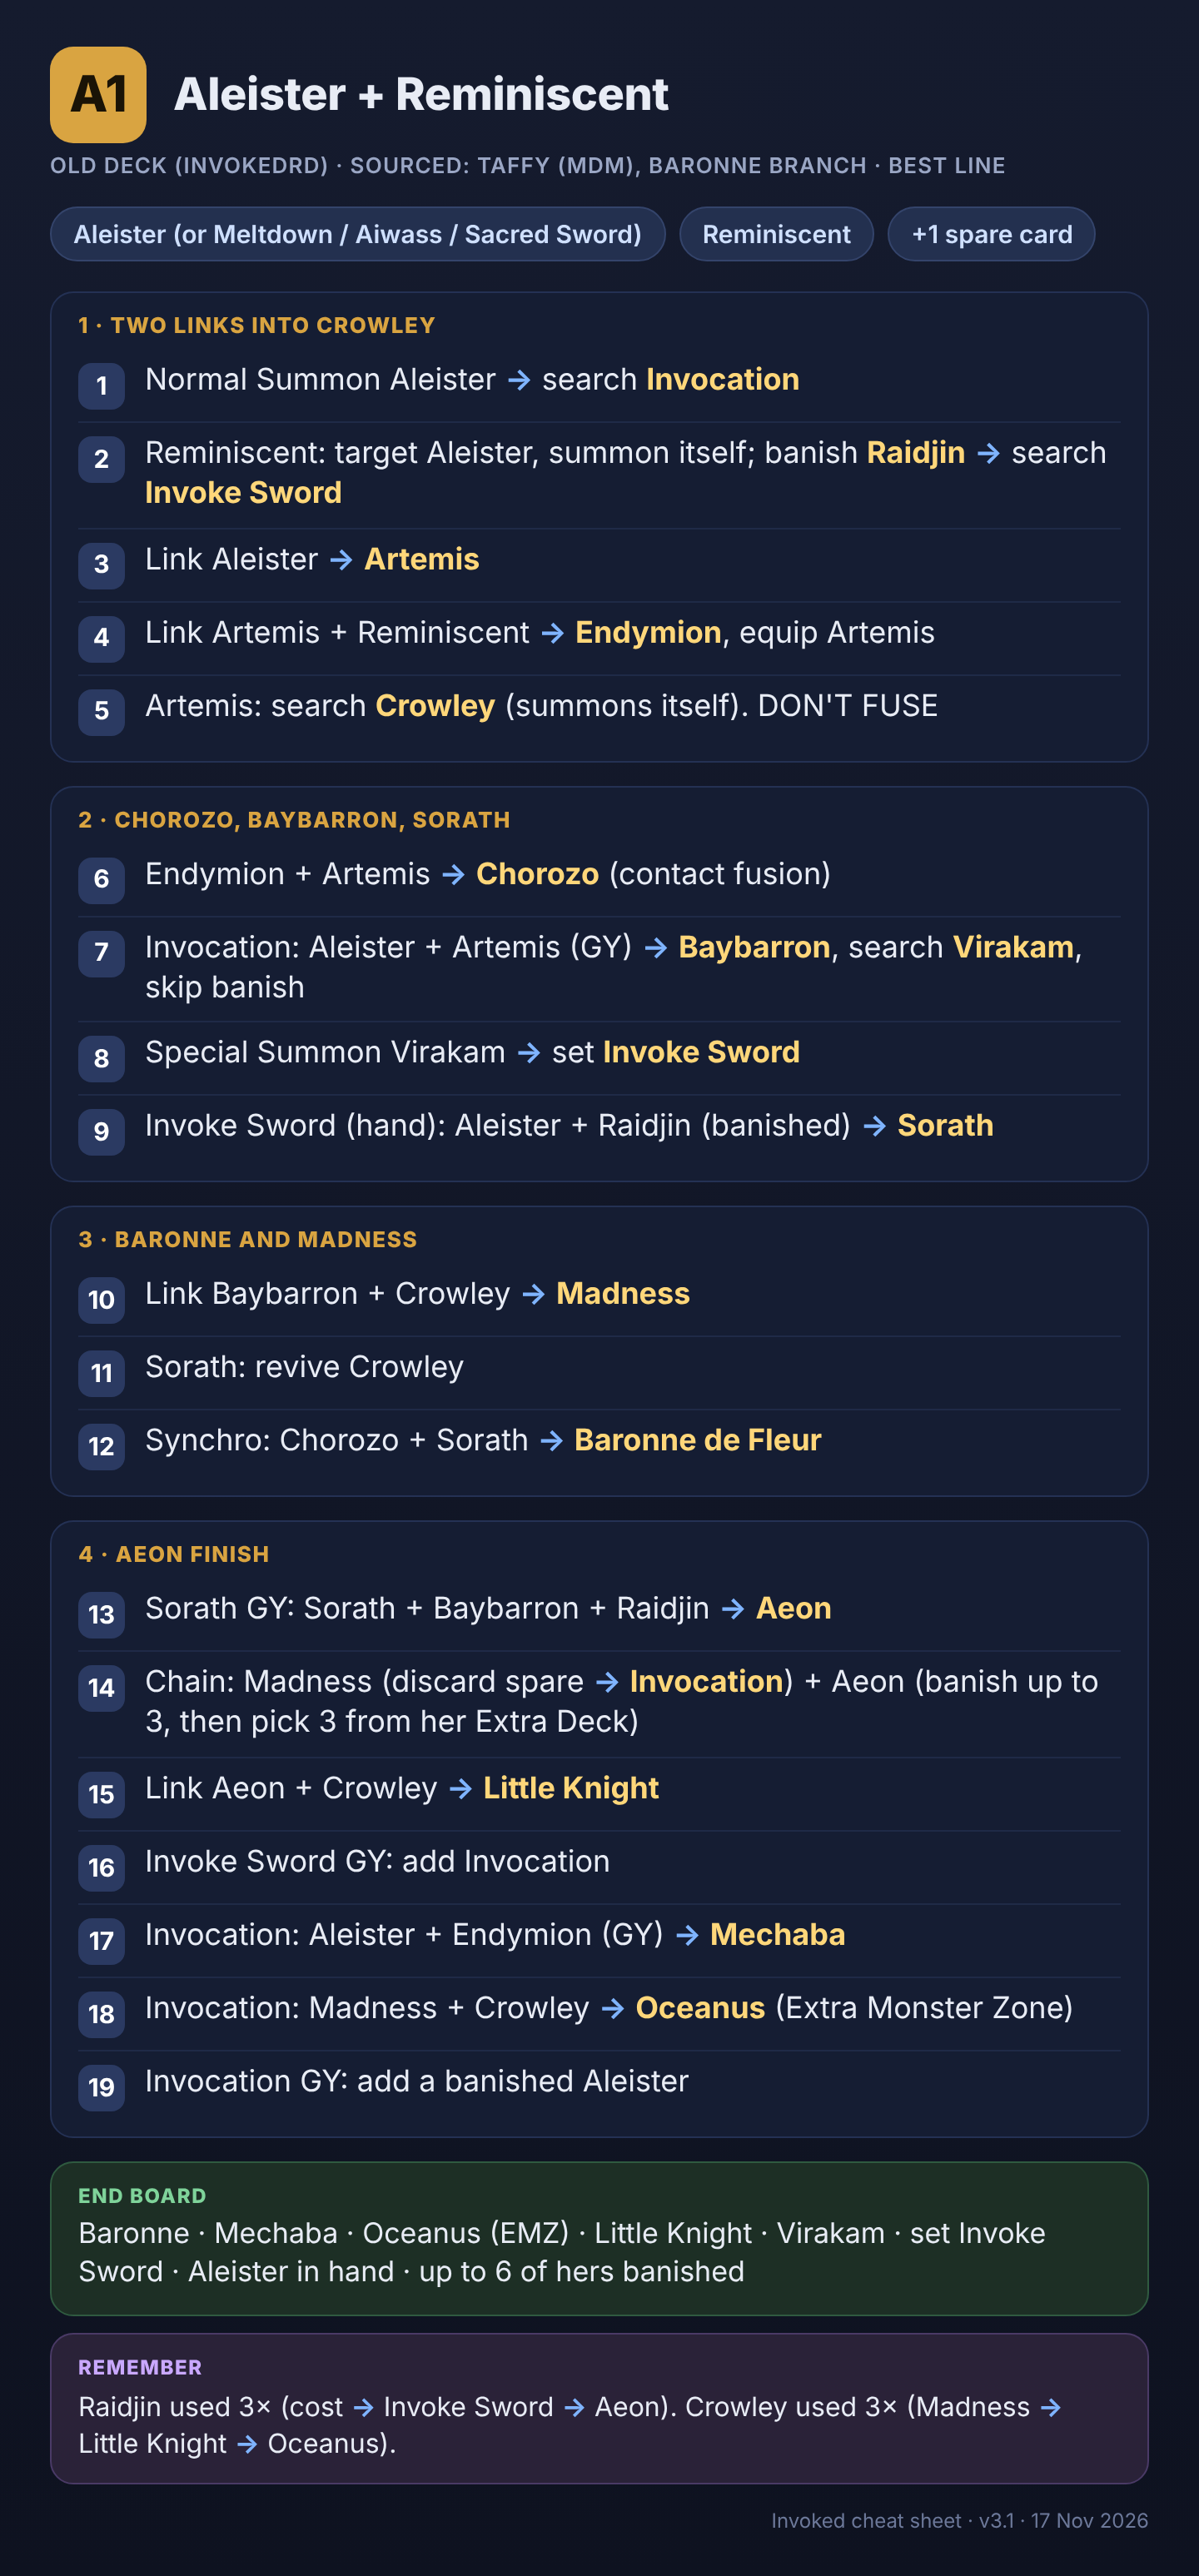 A1
Aleister + Reminiscent
OLD DECK (INVOKEDRD) · SOURCED: TAFFY (MDM), BARONNE BRANCH · BEST LINE
Aleister (or Meltdown / Aiwass / Sacred Sword)
Reminiscent
+1 spare card
1 · TWO LINKS INTO CROWLEY
1 Normal Summon Aleister → search Invocation
2 Reminiscent: target Aleister, summon itself; banish Raidjin → search
Invoke Sword
3 Link Aleister → Artemis
4 Link Artemis + Reminiscent → Endymion, equip Artemis
5 Artemis: search Crowley (summons itself). DON'T FUSE
2 · CHOROZO, BAYBARRON, SORATH
6 Endymion + Artemis → Chorozo (contact fusion)
7 Invocation: Aleister + Artemis (GY) → Baybarron, search Virakam,
skip banish
8 Special Summon Virakam → set Invoke Sword
9 Invoke Sword (hand): Aleister + Raidjin (banished) → Sorath
3 · BARONNE AND MADNESS
10 Link Baybarron + Crowley → Madness
11 Sorath: revive Crowley
12 Synchro: Chorozo + Sorath → Baronne de Fleur
4 · AEON FINISH
13 Sorath GY: Sorath + Baybarron + Raidjin → Aeon
14 Chain: Madness (discard spare → Invocation) + Aeon (banish up to
3, then pick 3 from her Extra Deck)
15 Link Aeon + Crowley → Little Knight
16 Invoke Sword GY: add Invocation
17 Invocation: Aleister + Endymion (GY) → Mechaba
18 Invocation: Madness + Crowley → Oceanus (Extra Monster Zone)
19 Invocation GY: add a banished Aleister
END BOARD
Baronne · Mechaba · Oceanus (EMZ) · Little Knight · Virakam · set Invoke
Sword · Aleister in hand · up to 6 of hers banished
REMEMBER
Raidjin used 3× (cost → Invoke Sword → Aeon). Crowley used 3× (Madness →
Little Knight → Oceanus).
Invoked cheat sheet · v3.1 · 17 Nov 2026